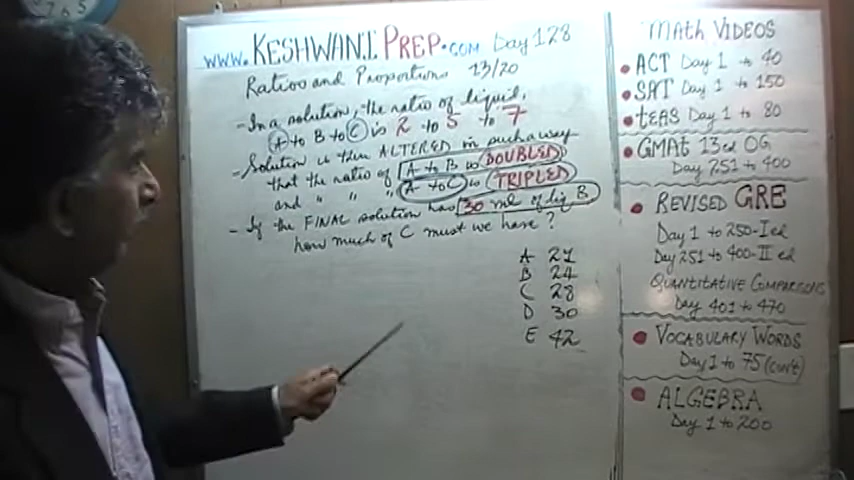 WWW.KESHWANI PREP.COM Day 128
Ratios and Proportions 13/20
- In a solution, the ratio of liquid,
A to B to C is 2 to 5 to 7
- Solution is then ALTERED in such a way
that the ratio of A to B is DOUBLED
and " " " A to C is TRIPLED
- If the FINAL solution has 30 ml of liq B,
how much of C must we have?
A 21
B 24
C 28
D 30
E 42
Math VIDEOS
ACT Day 1 to 40
SAT Day 1 to 150
TEAS Day 1 to 80
GMAT 13ed OG
Day 251 to 400
REVISED GRE
Day 1 to 250-I ed
Day 251 to 400-II ed
QUANTITATIVE COMPARISONS
Day 401 to 470
VOCABULARY WORDS
Day 1 to 75 (con't)
ALGEBRA
Day 1 to 200
7 6 5